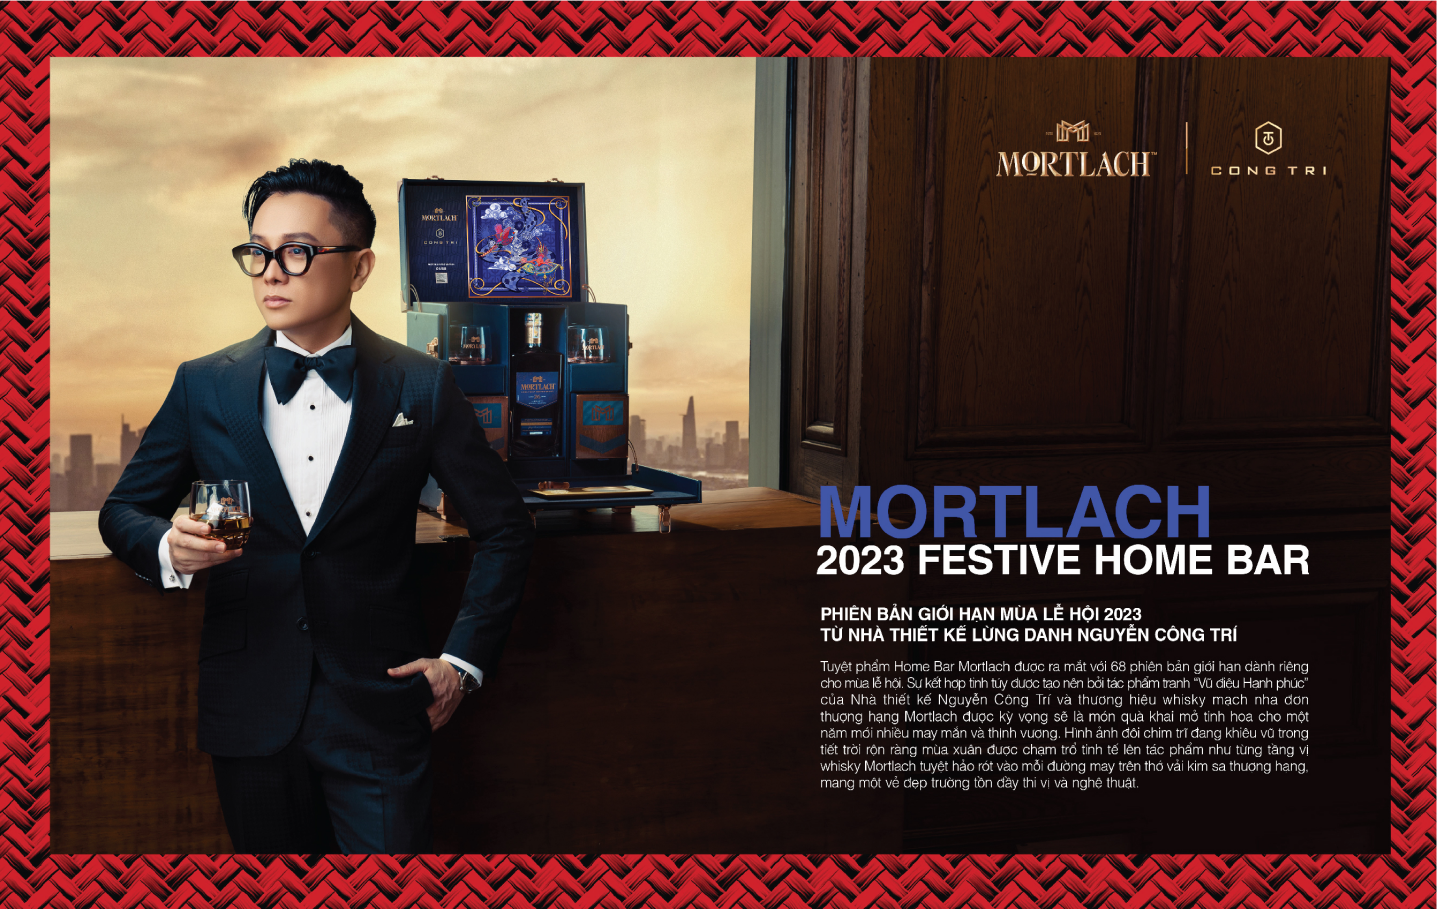 MORTLACH™
CONG TRI
MORTLACH
CONG TRI
MORTLACH
MORTLACH
2023 FESTIVE HOME BAR
PHIÊN BẢN GIỚI HẠN MÙA LỄ HỘI 2023
TỪ NHÀ THIẾT KẾ LỪNG DANH NGUYỄN CÔNG TRÍ
Tuyệt phẩm Home Bar Mortlach được ra mắt với 68 phiên bản giới hạn dành riêng
cho mùa lễ hội. Sự kết hợp tinh túy được tạo nên bởi tác phẩm tranh “Vũ điệu Hạnh phúc”
của Nhà thiết kế Nguyễn Công Trí và thương hiệu whisky mạch nha đơn
thượng hạng Mortlach được kỳ vọng sẽ là món quà khai mở tinh hoa cho một
năm mới nhiều may mắn và thịnh vượng. Hình ảnh đôi chim trĩ đang khiêu vũ trong
tiết trời rộn ràng mùa xuân được chạm trổ tinh tế lên tác phẩm như từng tầng vị
whisky Mortlach tuyệt hảo rót vào mỗi đường may trên thớ vải kim sa thượng hạng,
mang một vẻ đẹp trường tồn đầy thi vị và nghệ thuật.